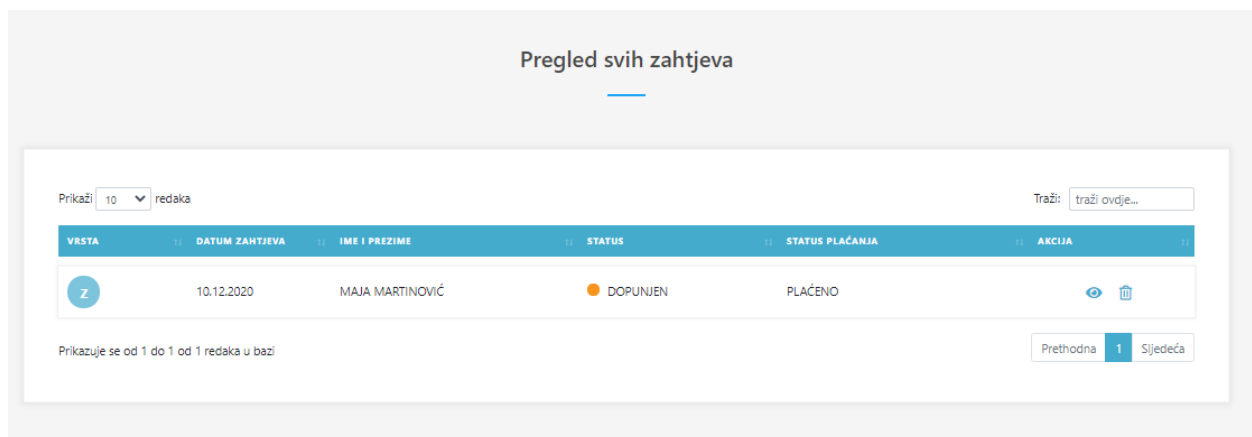 Pregled svih zahtjeva
Prikaži 10 redaka Traži: traži ovdje...
VRSTA DATUM ZAHTJEVA IME I PREZIME STATUS STATUS PLAĆANJA AKCIJA
Z 10.12.2020 MAJA MARTINOVIĆ DOPUNJEN PLAĆENO
Prikazuje se od 1 do 1 od 1 redaka u bazi Prethodna 1 Sljedeća